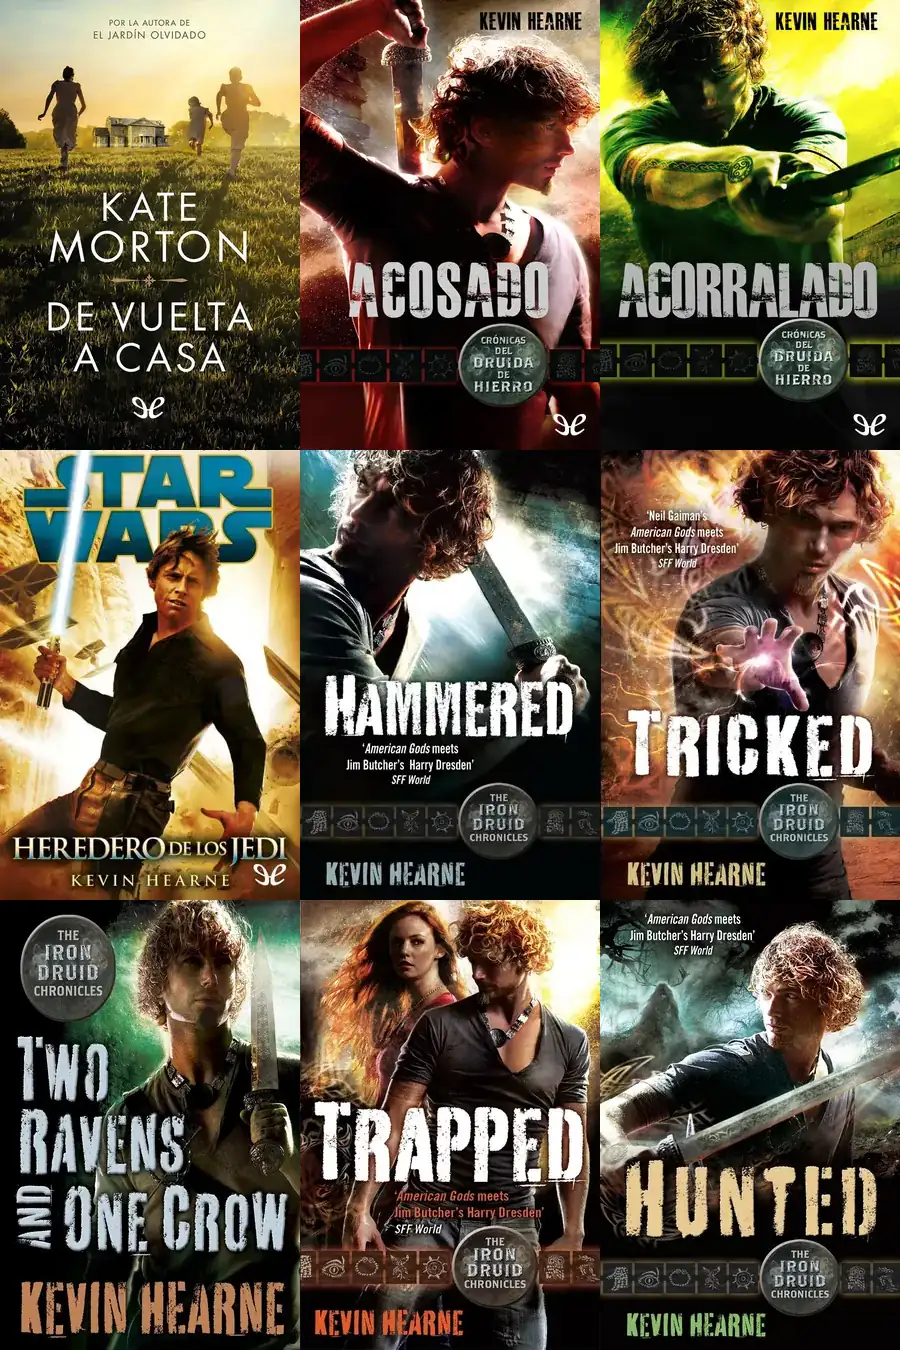 POR LA AUTORA DE
EL JARDÍN OLVIDADO
KATE
MORTON
DE VUELTA
A CASA
KEVIN HEARNE
ACOSADO
CRÓNICAS
DEL
DRUIDA
DE
HIERRO
KEVIN HEARNE
ACORRALADO
CRÓNICAS
DEL
DRUIDA
DE
HIERRO
STAR
WARS
HEREDERO DE LOS JEDI
KEVIN HEARNE
HAMMERED
'American Gods meets
Jim Butcher's Harry Dresden'
SFF World
THE
IRON
DRUID
CHRONICLES
KEVIN HEARNE
'Neil Gaiman's
American Gods meets
Jim Butcher's Harry Dresden'
SFF World
TRICKED
THE
IRON
DRUID
CHRONICLES
KEVIN HEARNE
THE
IRON
DRUID
CHRONICLES
TWO
RAVENS
AND ONE CROW
KEVIN HEARNE
TRAPPED
'American Gods meets
Jim Butcher's Harry Dresden'
SFF World
THE
IRON
DRUID
CHRONICLES
KEVIN HEARNE
'American Gods meets
Jim Butcher's Harry Dresden'
SFF World
HUNTED
THE
IRON
DRUID
CHRONICLES
KEVIN HEARNE